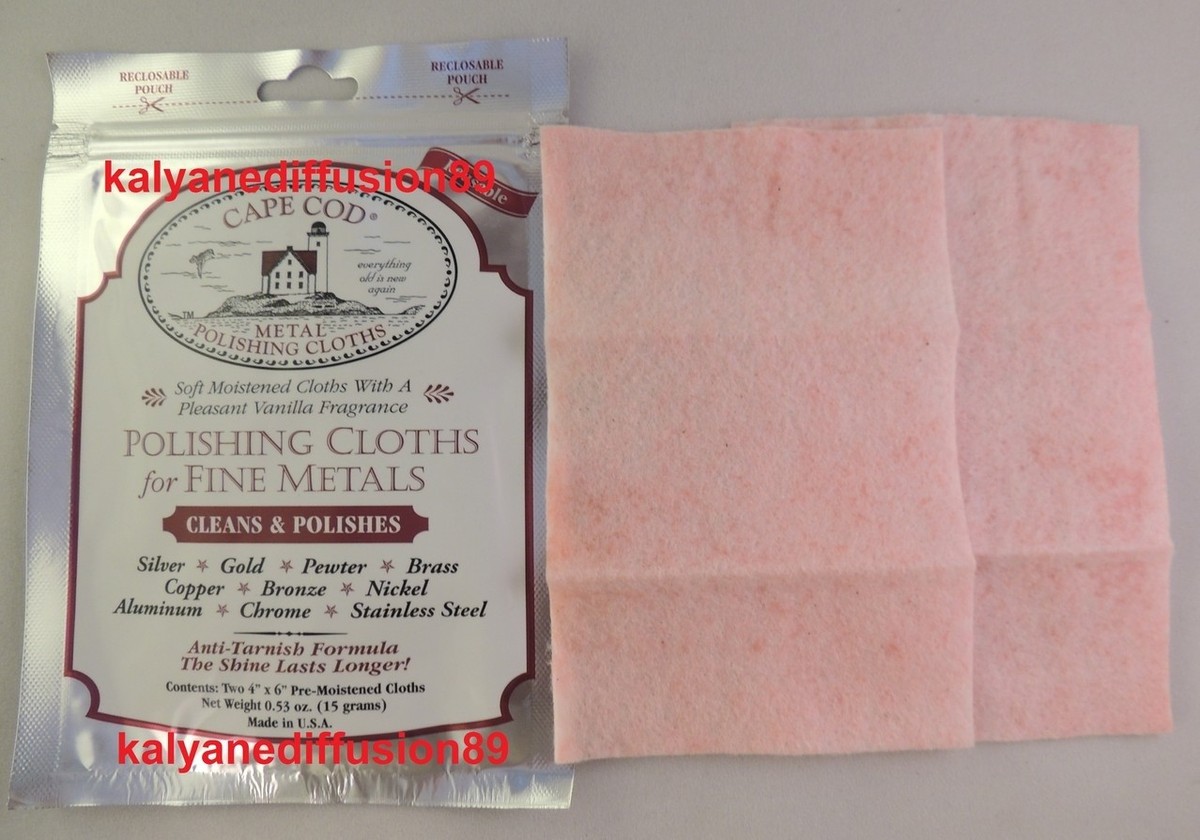 RECLOSABLE
POUCH
RECLOSABLE
POUCH
kalyanediffusion89
CAPE COD®
everything
old is new
again
TM
METAL
POLISHING CLOTHS
Soft Moistened Cloths With A
Pleasant Vanilla Fragrance
POLISHING CLOTHS
for FINE METALS
CLEANS & POLISHES
Silver ★ Gold ★ Pewter ★ Brass
Copper ★ Bronze ★ Nickel
Aluminum ★ Chrome ★ Stainless Steel
Anti-Tarnish Formula
The Shine Lasts Longer!
Contents: Two 4" x 6" Pre-Moistened Cloths
Net Weight 0.53 oz. (15 grams)
Made in U.S.A.
kalyanediffusion89